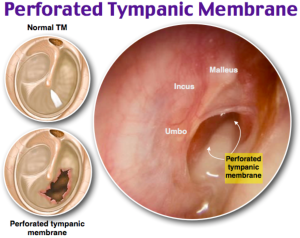 Perforated Tympanic Membrane
Normal TM
Malleus
Incus
Umbo
Perforated
tympanic
membrane
Perforated tympanic
membrane